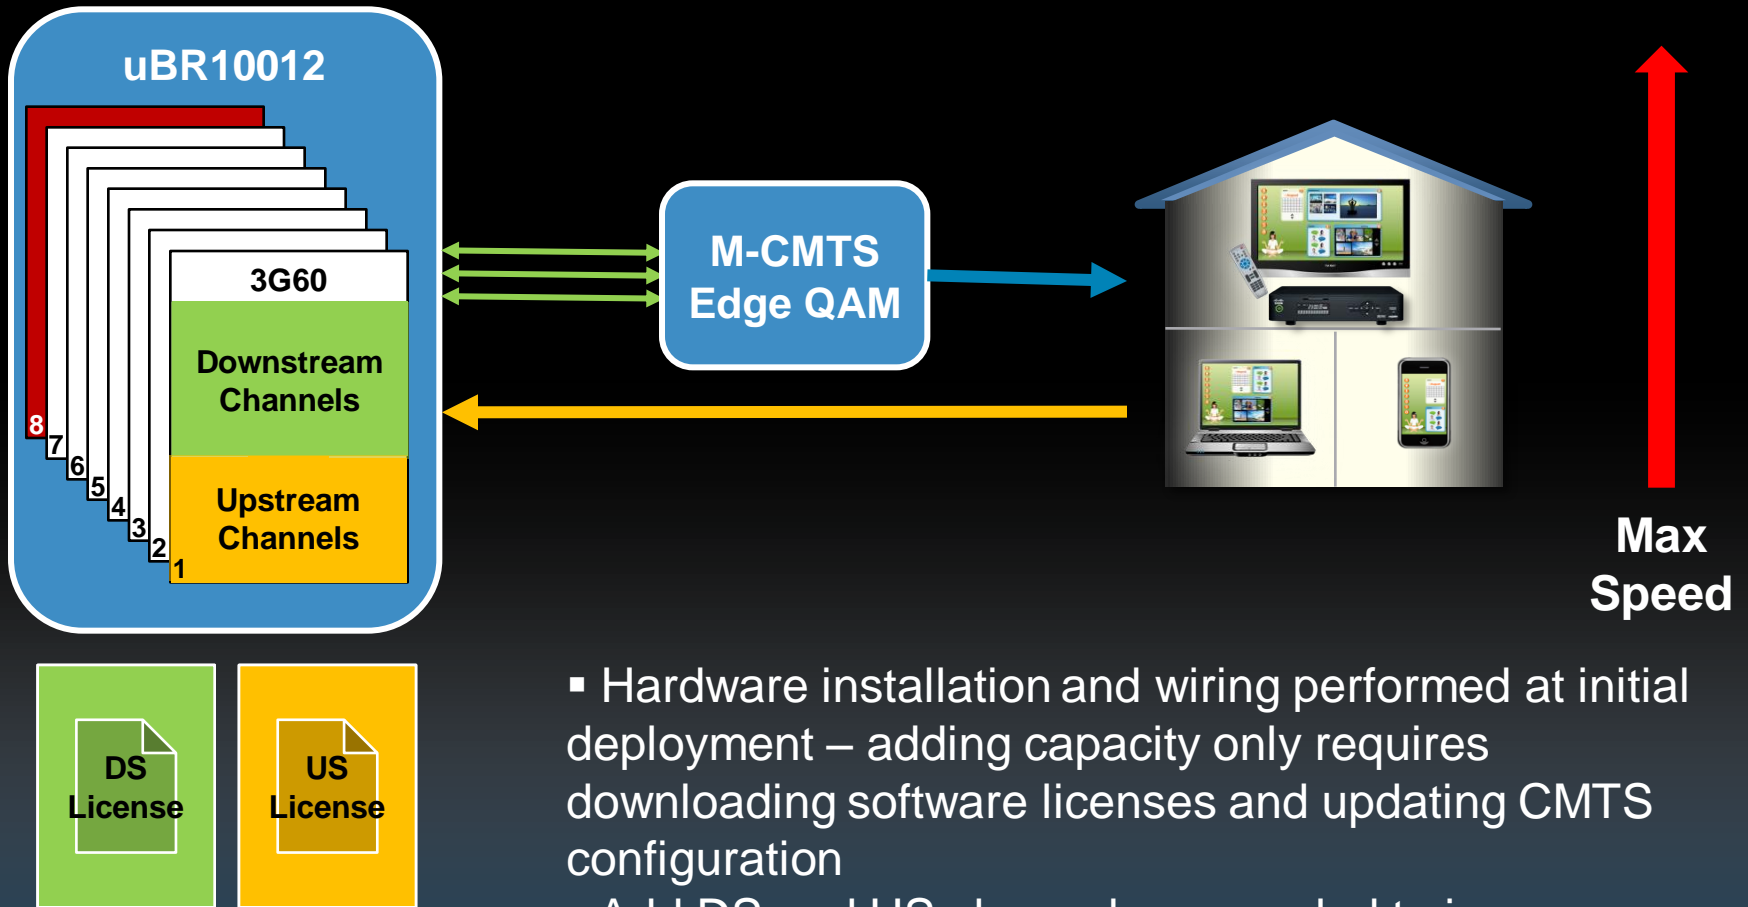 uBR10012
3G60
Downstream
Channels
Upstream
Channels
8
7
6
5
4
3
2
1
M-CMTS
Edge QAM
Max
Speed
DS
License
US
License
▪ Hardware installation and wiring performed at initial
deployment – adding capacity only requires
downloading software licenses and updating CMTS
configuration